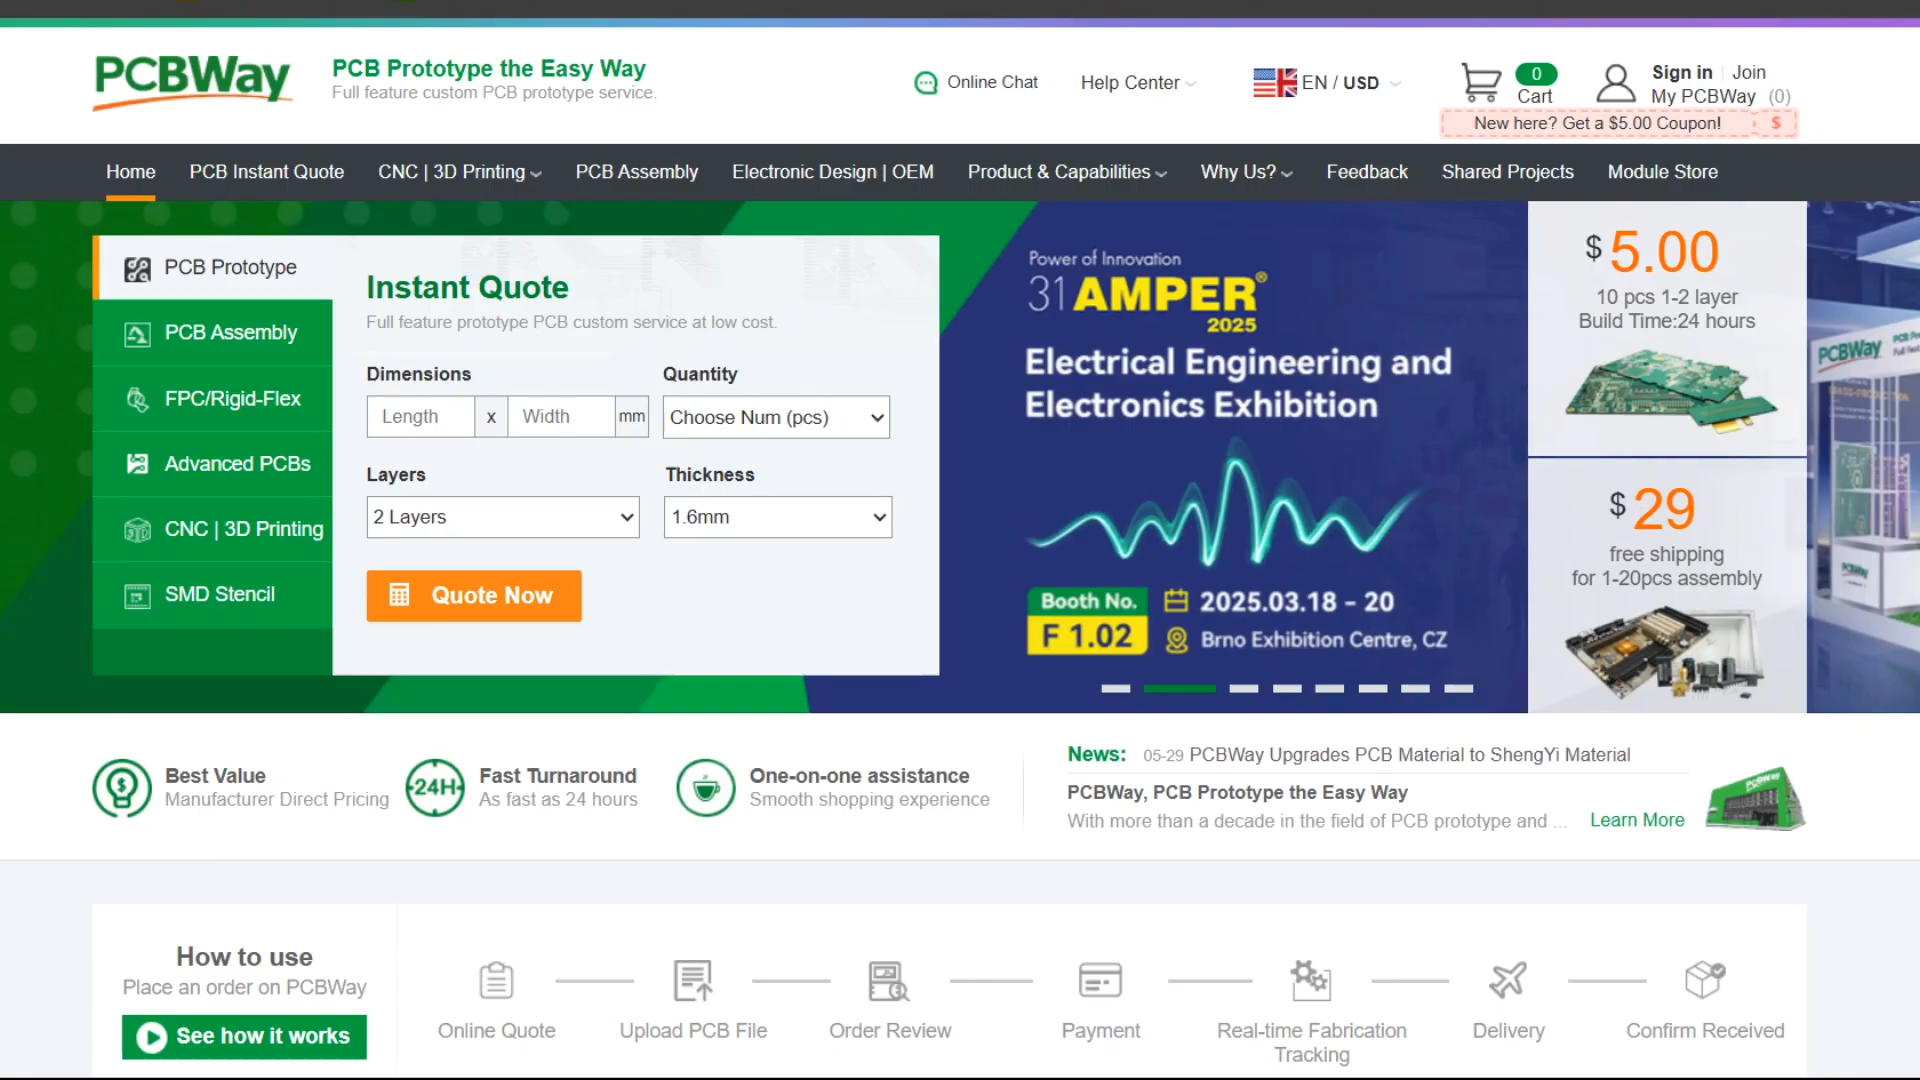 PCBWay
PCB Prototype the Easy Way
Full feature custom PCB prototype service.
Online Chat
Help Center
EN / USD
0
Cart
Sign in
Join
My PCBWay (0)
New here? Get a $5.00 Coupon!
$
Home
PCB Instant Quote
CNC | 3D Printing
PCB Assembly
Electronic Design | OEM
Product & Capabilities
Why Us?
Feedback
Shared Projects
Module Store
PCB Prototype
PCB Assembly
FPC/Rigid-Flex
Advanced PCBs
CNC | 3D Printing
SMD Stencil
Instant Quote
Full feature prototype PCB custom service at low cost.
Dimensions
Quantity
Length
x
Width
mm
Choose Num (pcs)
Layers
Thickness
2 Layers
1.6mm
Quote Now
Power of Innovation
31 AMPER®
2025
Electrical Engineering and
Electronics Exhibition
Booth No.
F 1.02
2025.03.18 - 20
Brno Exhibition Centre, CZ
$ 5.00
10 pcs 1-2 layer
Build Time:24 hours
$ 29
free shipping
for 1-20pcs assembly
PCBWay
PCBWay
Best Value
Manufacturer Direct Pricing
24H
Fast Turnaround
As fast as 24 hours
One-on-one assistance
Smooth shopping experience
News:
05-29 PCBWay Upgrades PCB Material to ShengYi Material
PCBWay, PCB Prototype the Easy Way
With more than a decade in the field of PCB prototype and ...
Learn More
PCBWay
How to use
Place an order on PCBWay
See how it works
Online Quote
Upload PCB File
Order Review
Payment
Real-time Fabrication
Tracking
Delivery
Confirm Received